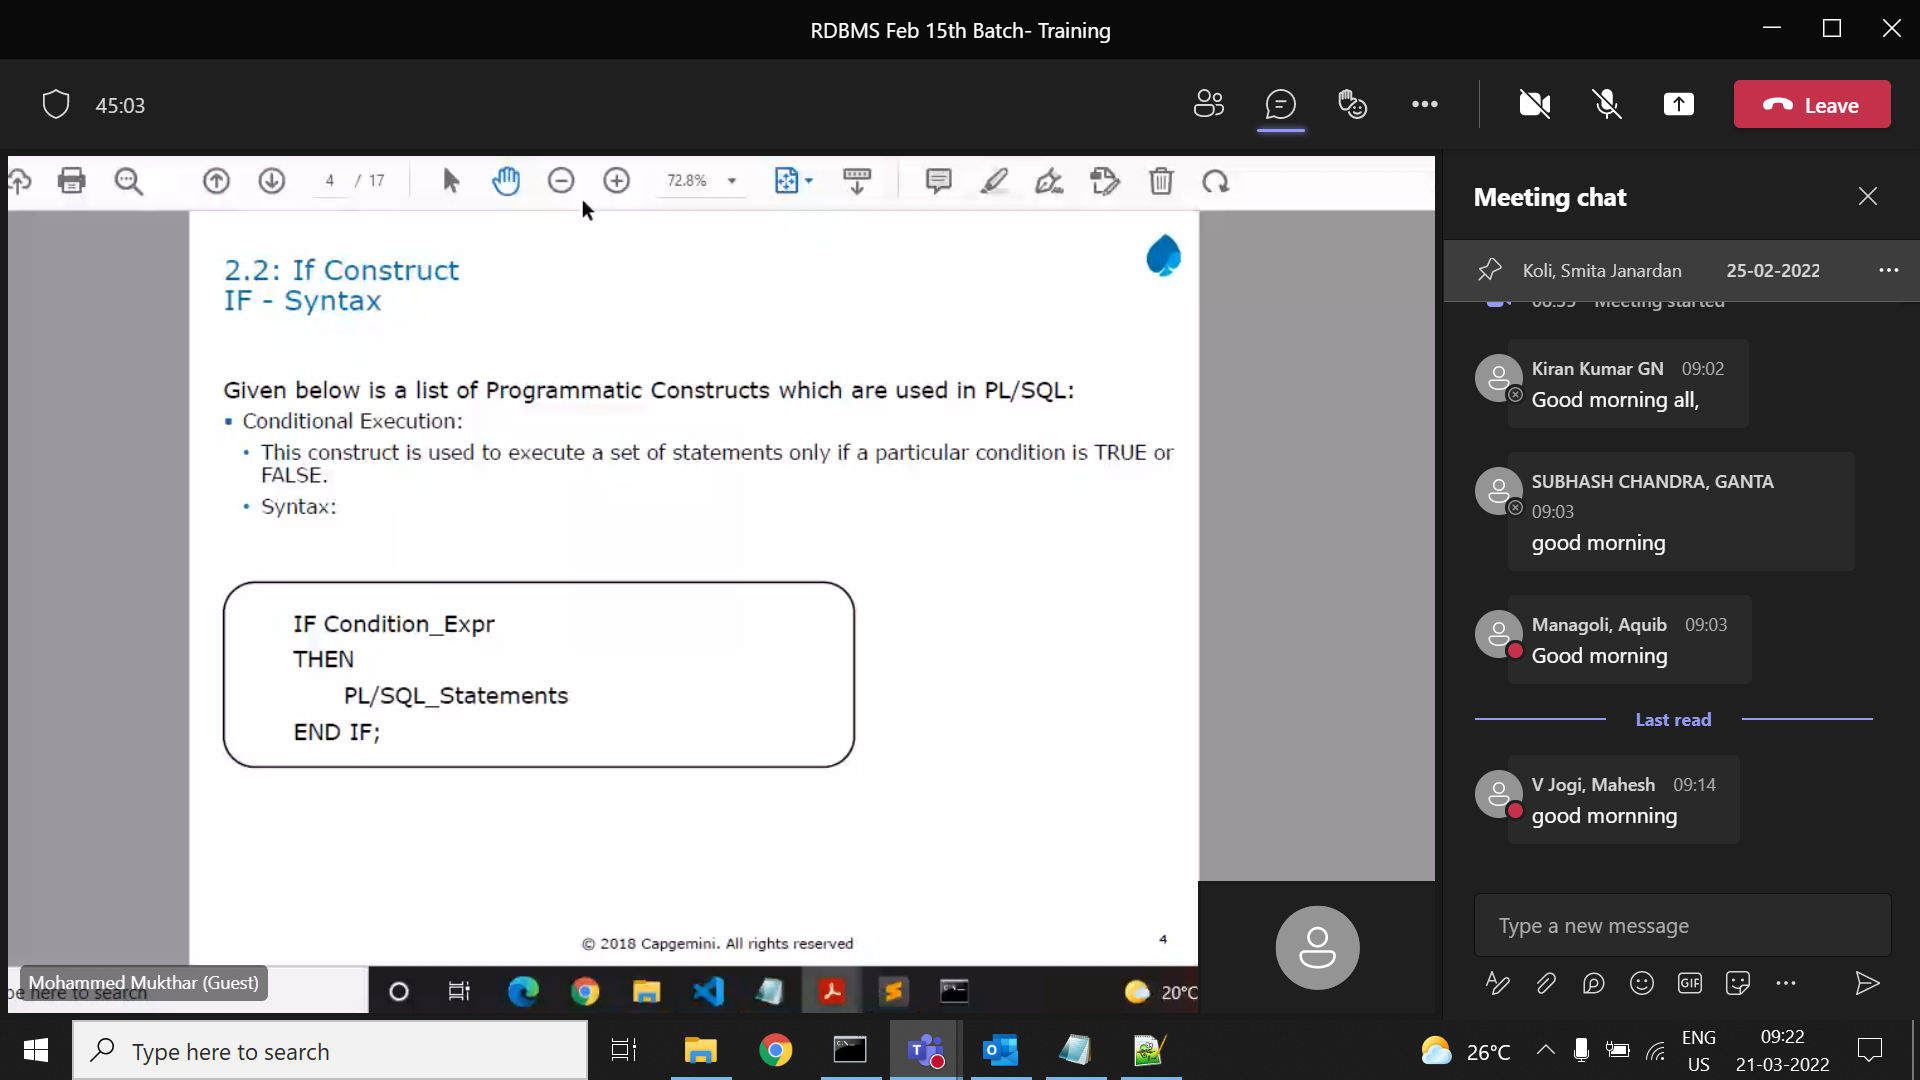 RDBMS Feb 15th Batch- Training
45:03
Leave
4 / 17
72.8%
2.2: If Construct
IF - Syntax
Given below is a list of Programmatic Constructs which are used in PL/SQL:
Conditional Execution:
This construct is used to execute a set of statements only if a particular condition is TRUE or
FALSE.
Syntax:
IF Condition_Expr
THEN
PL/SQL_Statements
END IF;
© 2018 Capgemini. All rights reserved
4
Mohammed Mukthar (Guest)
here to search
20°C
Meeting chat
Koli, Smita Janardan 25-02-2022
Meeting started
Kiran Kumar GN 09:02
Good morning all,
SUBHASH CHANDRA, GANTA
09:03
good morning
Managoli, Aquib 09:03
Good morning
Last read
V Jogi, Mahesh 09:14
good mornning
Type a new message
GIF
Type here to search
26°C
ENG
US
09:22
21-03-2022